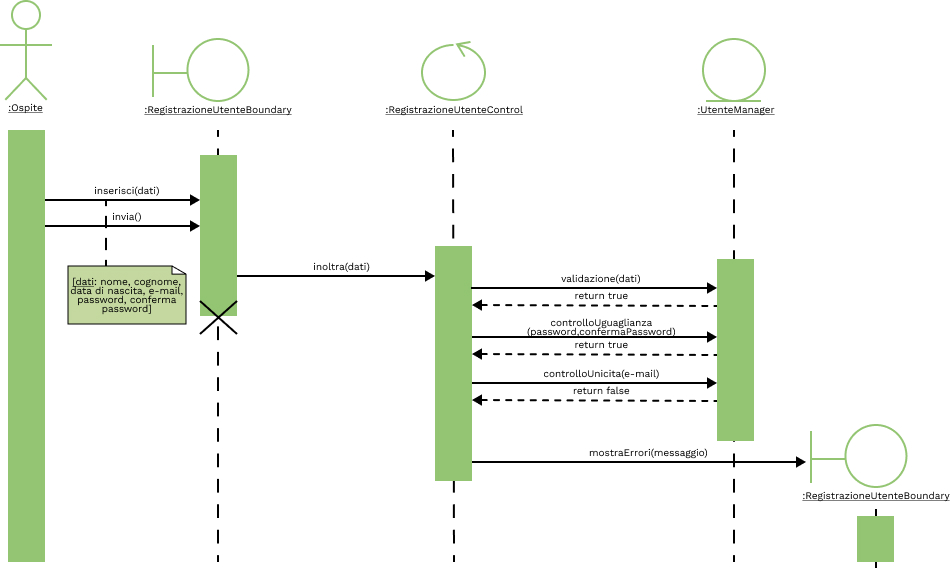 :Ospite
:RegistrazioneUtenteBoundary
:RegistrazioneUtenteControl
:UtenteManager
inserisci(dati)
invia()
[dati: nome, cognome,
data di nascita, e-mail,
password, conferma
password]
inoltra(dati)
validazione(dati)
return true
controlloUguaglianza
(password,confermaPassword)
return true
controlloUnicita(e-mail)
return false
mostraErrori(messaggio)
:RegistrazioneUtenteBoundary